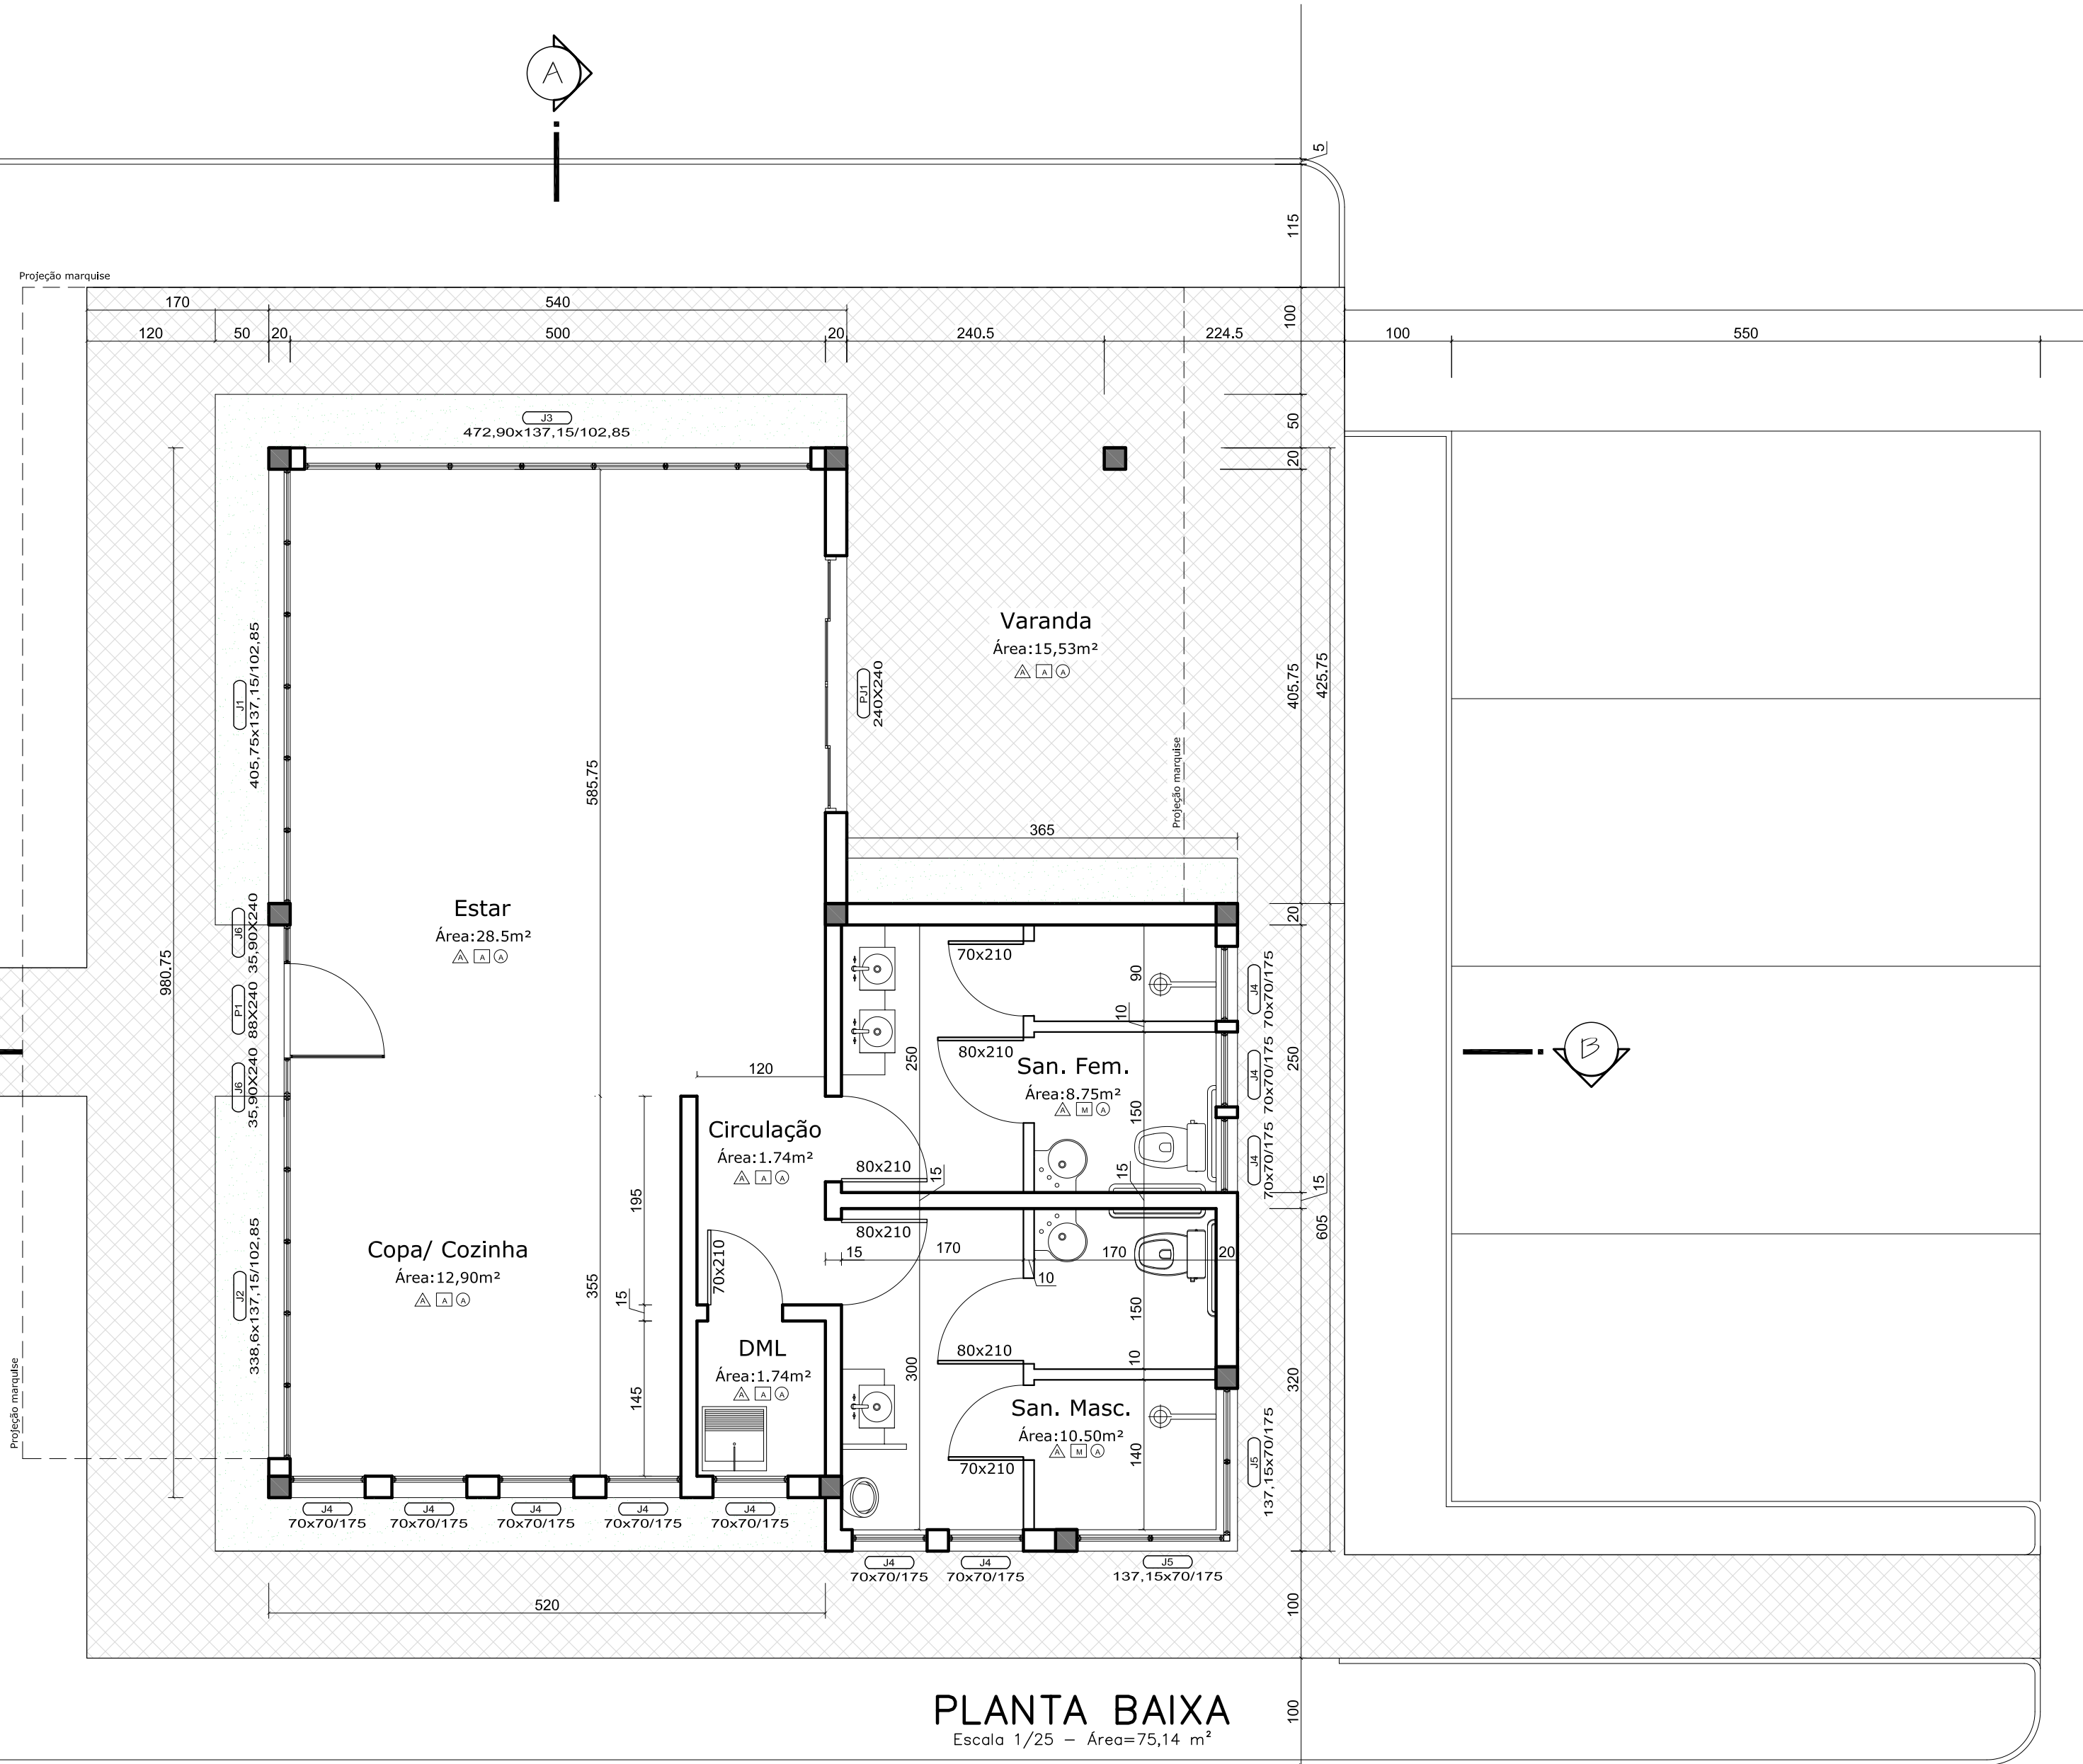 A
5
115
Projeção marquise
170
540
100
120
50
20
500
20
240.5
224.5
100
550
J3
472,90x137,15/102,85
50
20
Varanda
Área:15,53m²
A A A
J1
405,75x137,15/102,85
PJ1
240X240
405.75
425.75
585.75
Projeção marquise
365
Estar
Área:28.5m²
A A A
J6
35,90X240
980.75
P1
88X240
J6
35,90X240
20
70x210
90
10
J4
70x70/175
80x210
San. Fem.
Área:8.75m²
A M A
250
150
J4
70x70/175
250
B
120
Circulação
Área:1.74m²
A A A
80x210
15
15
J4
70x70/175
15
195
80x210
15
170
170
20
10
605
Copa/ Cozinha
Área:12,90m²
A A A
J2
338,6x137,15/102,85
355
15
70x210
150
DML
Área:1.74m²
A A A
80x210
10
300
320
145
San. Masc.
Área:10.50m²
A M A
140
70x210
J5
137,15x70/175
Projeção marquise
J4
70x70/175
J4
70x70/175
J4
70x70/175
J4
70x70/175
J4
70x70/175
J4
70x70/175
J4
70x70/175
J5
137,15x70/175
520
100
PLANTA BAIXA
Escala 1/25 - Área=75,14 m²
100